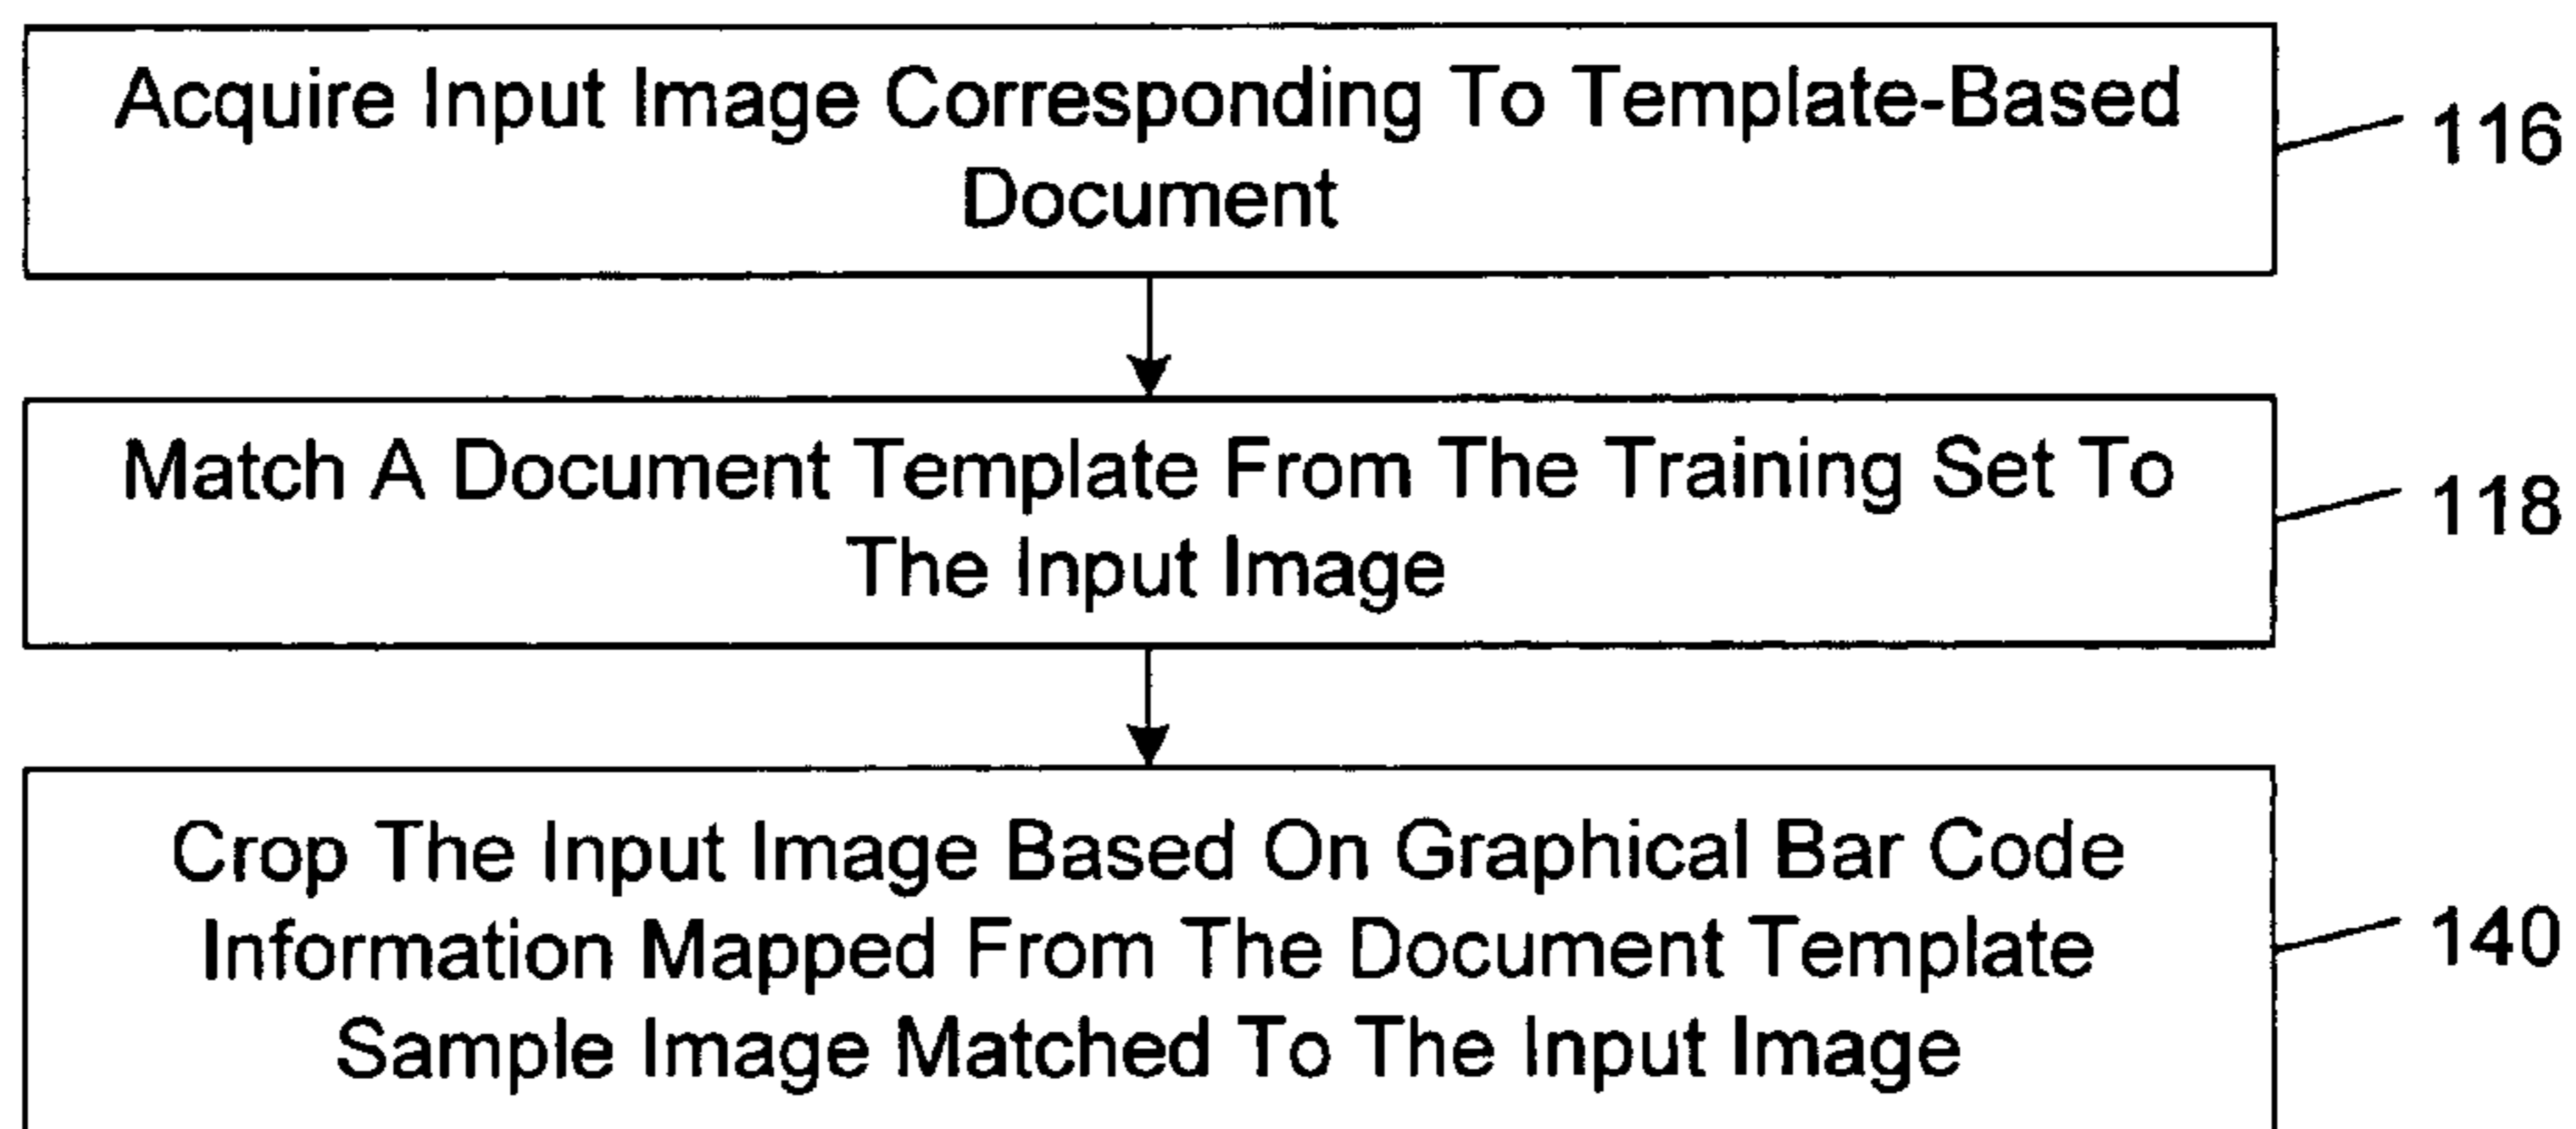 Acquire Input Image Corresponding To Template-Based
Document
116
Match A Document Template From The Training Set To
The Input Image
118
Crop The Input Image Based On Graphical Bar Code
Information Mapped From The Document Template
Sample Image Matched To The Input Image
140